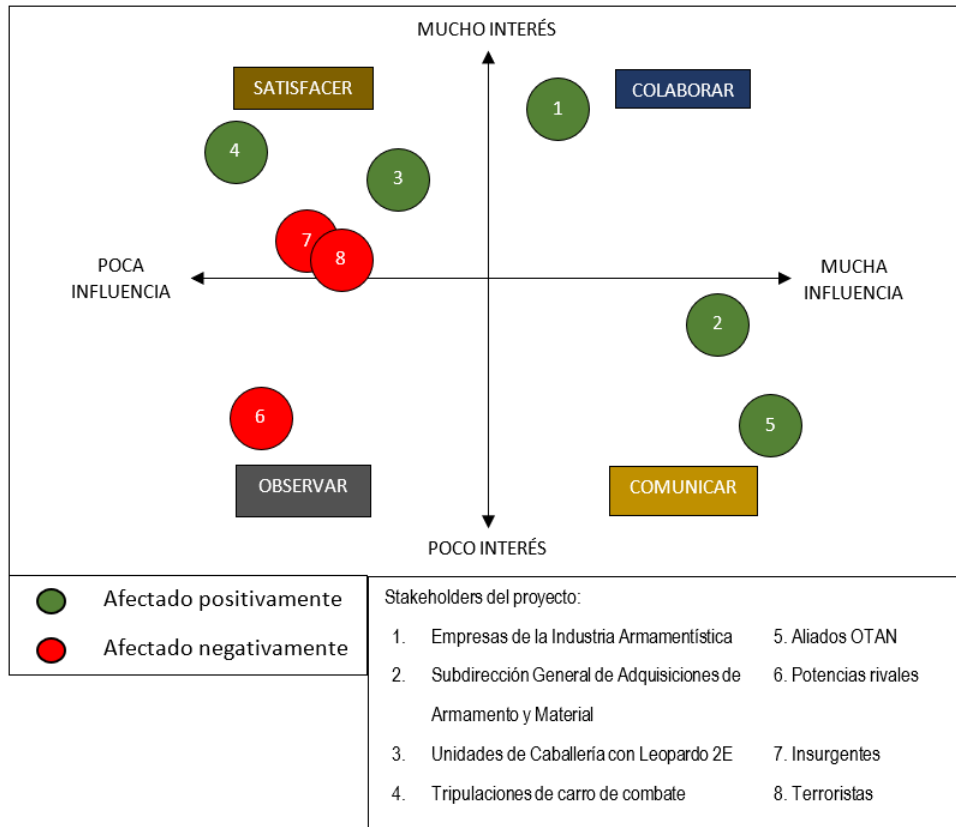 MUCHO INTERÉS
SATISFACER
COLABORAR
1
4
3
7
8
POCA
INFLUENCIA
MUCHA
INFLUENCIA
2
6
5
OBSERVAR
COMUNICAR
POCO INTERÉS
Afectado positivamente
Afectado negativamente
Stakeholders del proyecto:
1. Empresas de la Industria Armamentística
2. Subdirección General de Adquisiciones de
Armamento y Material
3. Unidades de Caballería con Leopardo 2E
4. Tripulaciones de carro de combate
5. Aliados OTAN
6. Potencias rivales
7. Insurgentes
8. Terroristas